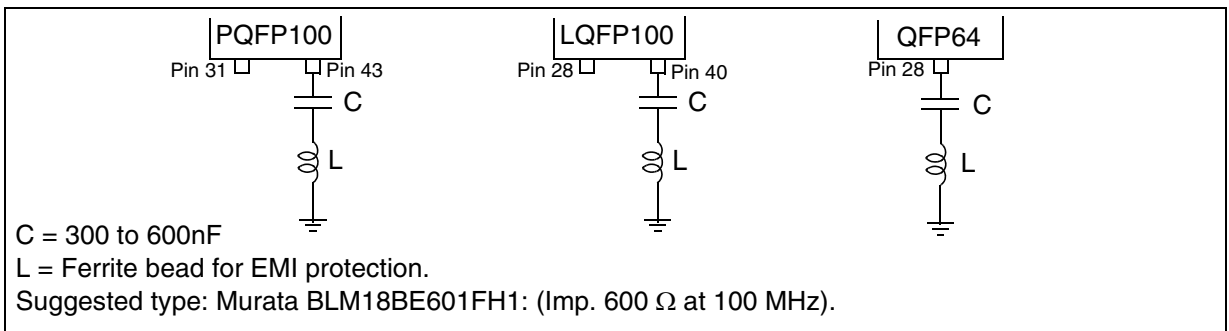 PQFP100 LQFP100 QFP64
Pin 31 Pin 43 Pin 28 Pin 40 Pin 28
C C C
L L L
C = 300 to 600nF
L = Ferrite bead for EMI protection.
Suggested type: Murata BLM18BE601FH1: (Imp. 600 Ω at 100 MHz).